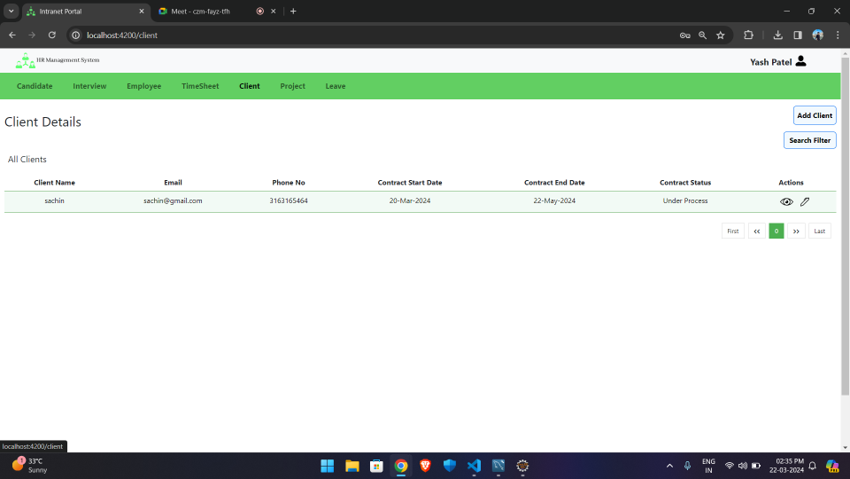 Intranet Portal
Meet - czm-fayz-tfh
localhost:4200/client
HR Management System
Yash Patel
Candidate Interview Employee TimeSheet Client Project Leave
Client Details
Add Client
Search Filter
All Clients
Client Name Email Phone No Contract Start Date Contract End Date Contract Status Actions
sachin sachin@gmail.com 3163165464 20-Mar-2024 22-May-2024 Under Process
First << 0 >> Last
localhost:4200/client
1
33°C
Sunny
ENG
IN
02:35 PM
22-03-2024